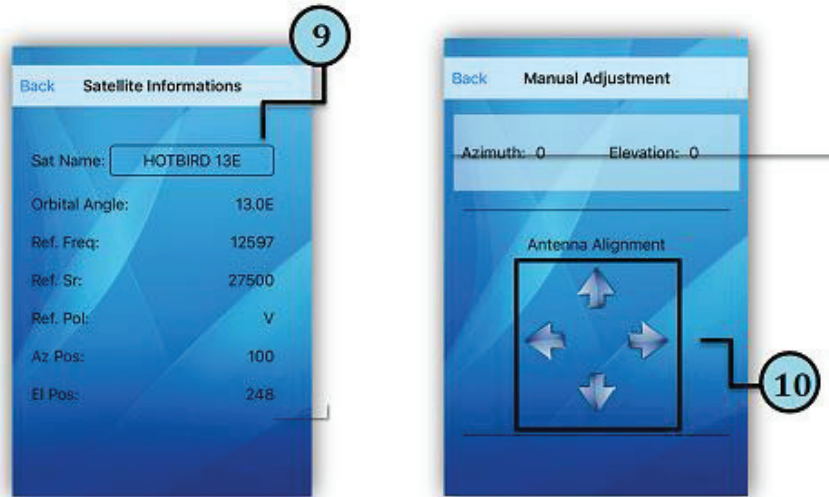 9
Back Satellite Informations
Sat Name: HOTBIRD 13E
Orbital Angle: 13.0E
Ref. Freq: 12597
Ref. Sr: 27500
Ref. Pol: V
Az Pos: 100
El Pos: 248
Back Manual Adjustment
Azimuth: 0 Elevation: 0
Antenna Alignment
10